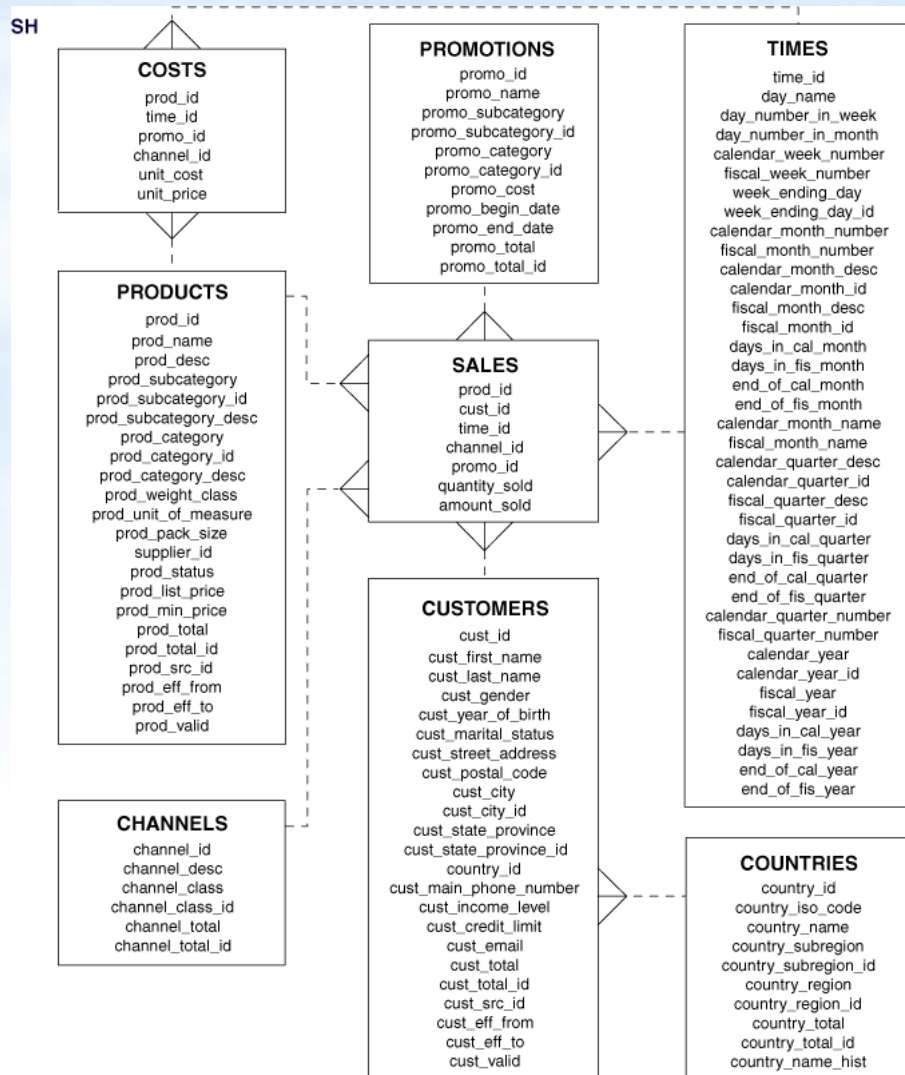 SH
COSTS
prod_id
time_id
promo_id
channel_id
unit_cost
unit_price
PROMOTIONS
promo_id
promo_name
promo_subcategory
promo_subcategory_id
promo_category
promo_category_id
promo_cost
promo_begin_date
promo_end_date
promo_total
promo_total_id
TIMES
time_id
day_name
day_number_in_week
day_number_in_month
calendar_week_number
fiscal_week_number
week_ending_day
week_ending_day_id
calendar_month_number
fiscal_month_number
calendar_month_desc
calendar_month_id
fiscal_month_desc
fiscal_month_id
days_in_cal_month
days_in_fis_month
end_of_cal_month
end_of_fis_month
calendar_month_name
fiscal_month_name
calendar_quarter_desc
calendar_quarter_id
fiscal_quarter_desc
fiscal_quarter_id
days_in_cal_quarter
days_in_fis_quarter
end_of_cal_quarter
end_of_fis_quarter
calendar_quarter_number
fiscal_quarter_number
calendar_year
calendar_year_id
fiscal_year
fiscal_year_id
days_in_cal_year
days_in_fis_year
end_of_cal_year
end_of_fis_year
PRODUCTS
prod_id
prod_name
prod_desc
prod_subcategory
prod_subcategory_id
prod_subcategory_desc
prod_category
prod_category_id
prod_category_desc
prod_weight_class
prod_unit_of_measure
prod_pack_size
supplier_id
prod_status
prod_list_price
prod_min_price
prod_total
prod_total_id
prod_src_id
prod_eff_from
prod_eff_to
prod_valid
SALES
prod_id
cust_id
time_id
channel_id
promo_id
quantity_sold
amount_sold
CUSTOMERS
cust_id
cust_first_name
cust_last_name
cust_gender
cust_year_of_birth
cust_marital_status
cust_street_address
cust_postal_code
cust_city
cust_city_id
cust_state_province
cust_state_province_id
country_id
cust_main_phone_number
cust_income_level
cust_credit_limit
cust_email
cust_total
cust_total_id
cust_src_id
cust_eff_from
cust_eff_to
cust_valid
CHANNELS
channel_id
channel_desc
channel_class
channel_class_id
channel_total
channel_total_id
COUNTRIES
country_id
country_iso_code
country_name
country_subregion
country_subregion_id
country_region
country_region_id
country_total
country_total_id
country_name_hist